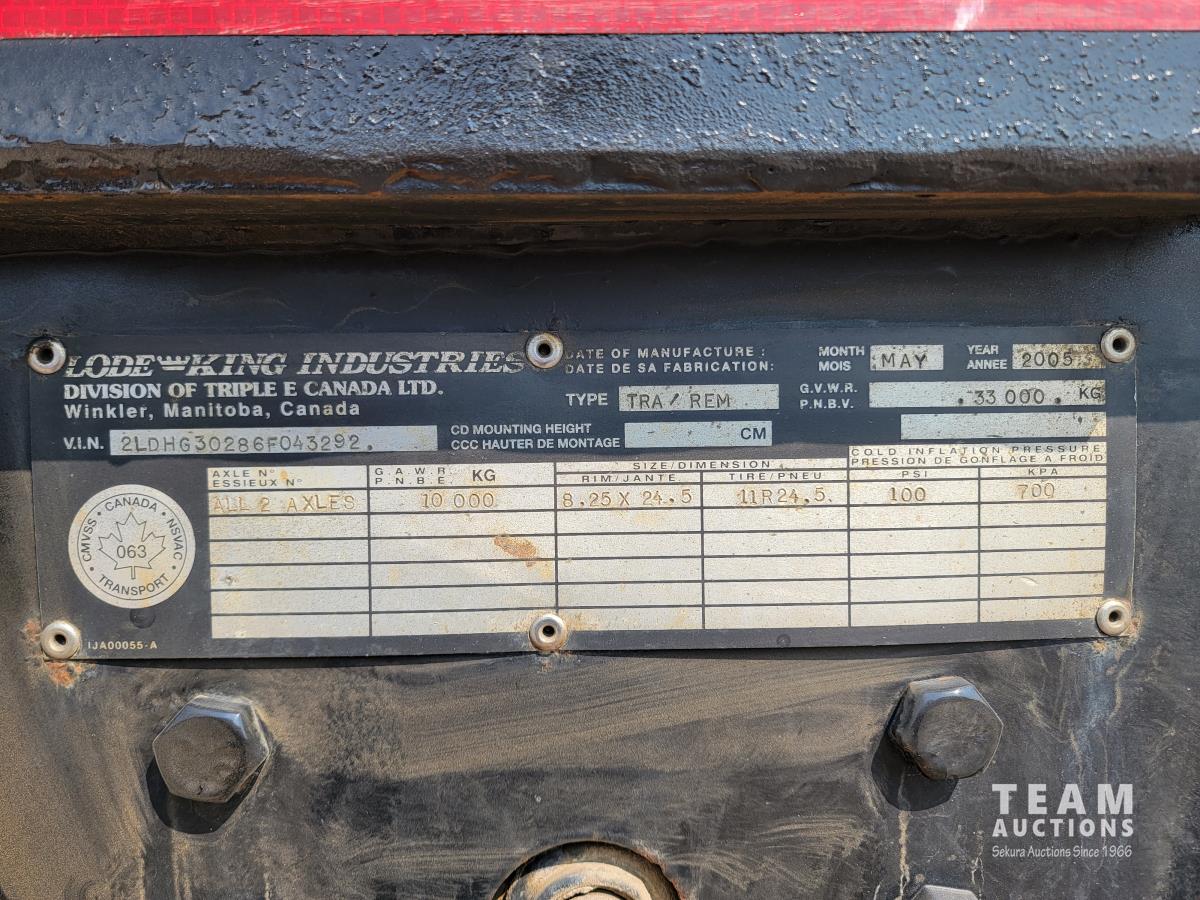 LODE KING INDUSTRIES
DIVISION OF TRIPLE E CANADA LTD.
Winkler, Manitoba, Canada
V.I.N. 2LDHG30286F043292.
DATE OF MANUFACTURE :
DATE DE SA FABRICATION:
MONTH MAY YEAR 2005
MOIS ANNÉE
TYPE TRA/REM
G.V.W.R. 33 000. KG
P.N.B.V.
CD MOUNTING HEIGHT
CCC HAUTER DE MONTAGE CM
AXLE Nº G.A.W.R. KG SIZE/DIMENSION COLD INFLATION PRESSURE
ESSIEUX Nº P.N.B.E. RIM/JANTE TIRE/PNEU PRESSION DE GONFLAGE A FROID
PSI KPA
ALL 2 AXLES 10 000 8.25 X 24.5 11R24.5. 100 700
CMVSS • CANADA • NSVAC • TRANSPORT •
063
IJA00055-A
TEAM
AUCTIONS
Sekura Auctions Since 1966